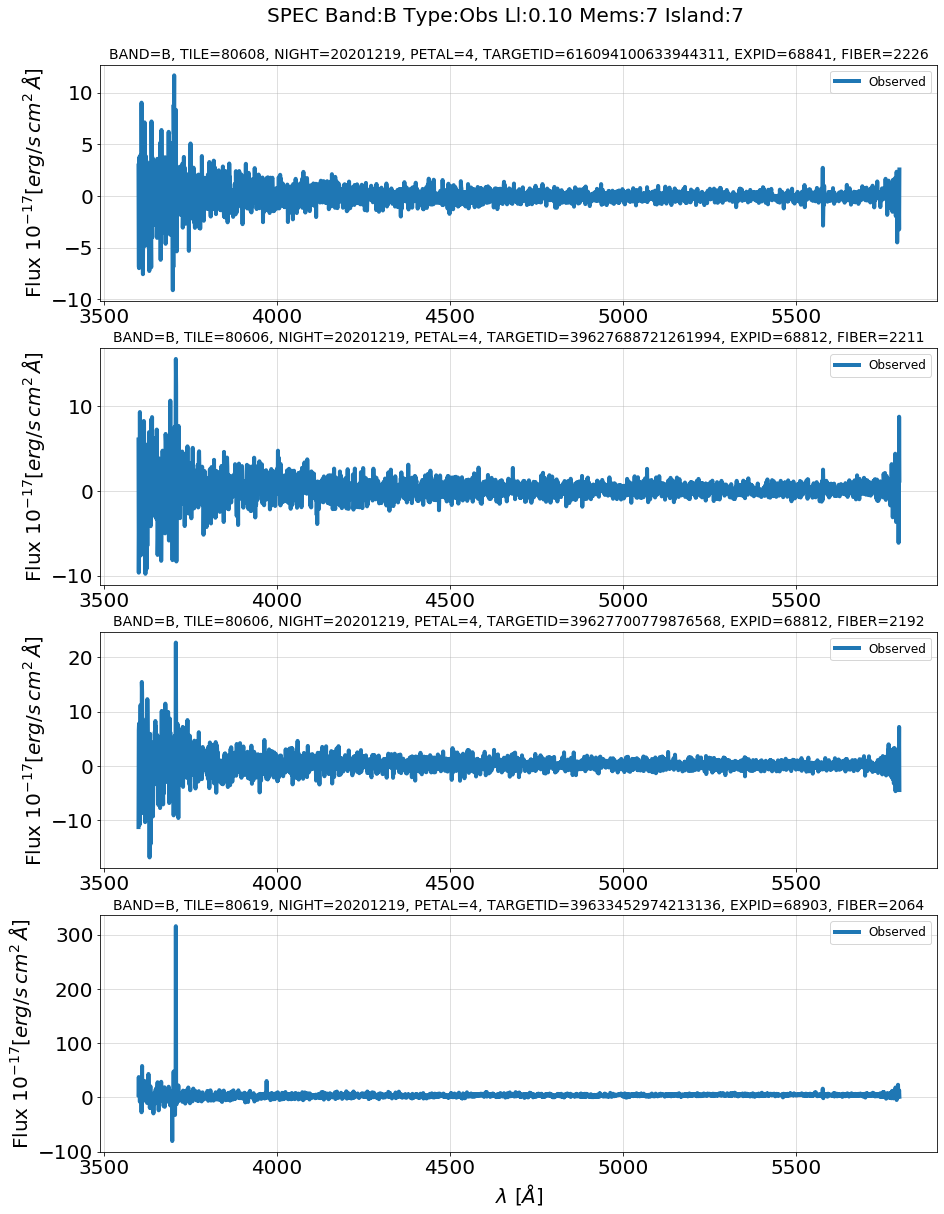 SPEC Band:B Type:Obs Ll:0.10 Mems:7 Island:7
BAND=B, TILE=80608, NIGHT=20201219, PETAL=4, TARGETID=616094100633944311, EXPID=68841, FIBER=2226
Observed
Flux 10^{-17}[erg/s cm^2 Å]
10
5
0
−5
−10
3500 4000 4500 5000 5500
BAND=B, TILE=80606, NIGHT=20201219, PETAL=4, TARGETID=39627688721261994, EXPID=68812, FIBER=2211
Observed
Flux 10^{-17}[erg/s cm^2 Å]
10
0
−10
3500 4000 4500 5000 5500
BAND=B, TILE=80606, NIGHT=20201219, PETAL=4, TARGETID=39627700779876568, EXPID=68812, FIBER=2192
Observed
Flux 10^{-17}[erg/s cm^2 Å]
20
10
0
−10
3500 4000 4500 5000 5500
BAND=B, TILE=80619, NIGHT=20201219, PETAL=4, TARGETID=39633452974213136, EXPID=68903, FIBER=2064
Observed
Flux 10^{-17}[erg/s cm^2 Å]
300
200
100
0
−100
3500 4000 4500 5000 5500
λ [Å]